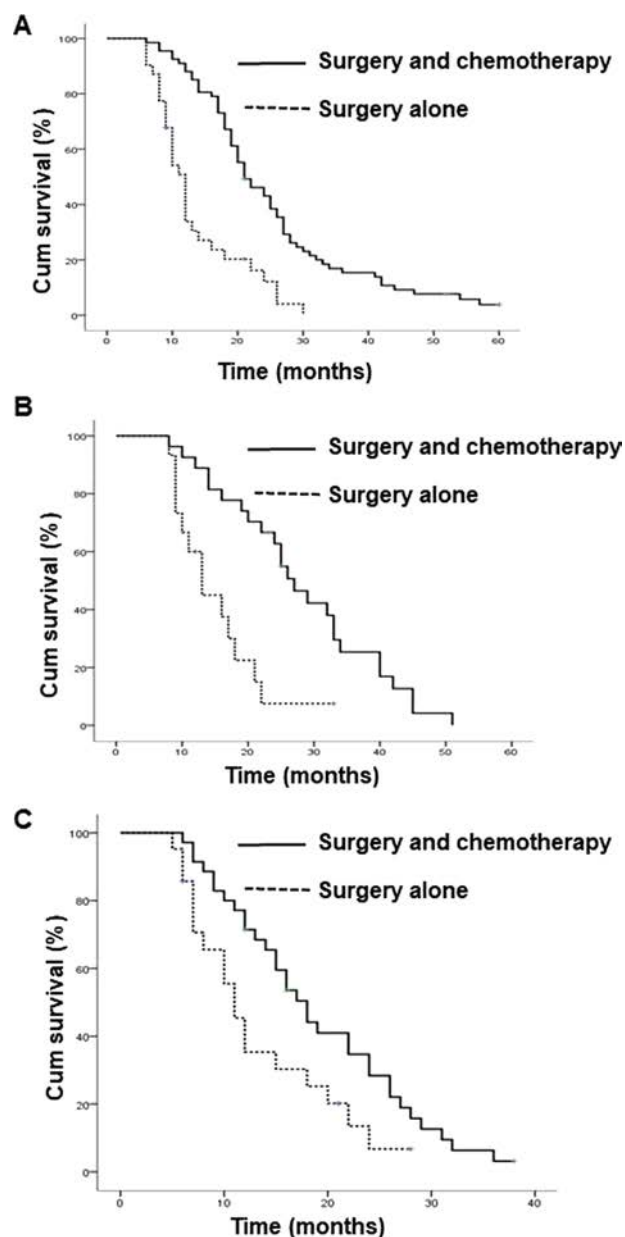 A
Surgery and chemotherapy
Surgery alone
Cum survival (%)
100
80
60
40
20
0
0 10 20 30 40 50 60
Time (months)
B
Surgery and chemotherapy
Surgery alone
Cum survival (%)
100
80
60
40
20
0
0 10 20 30 40 50 60
Time (months)
C
Surgery and chemotherapy
Surgery alone
Cum survival (%)
100
80
60
40
20
0
0 10 20 30 40
Time (months)